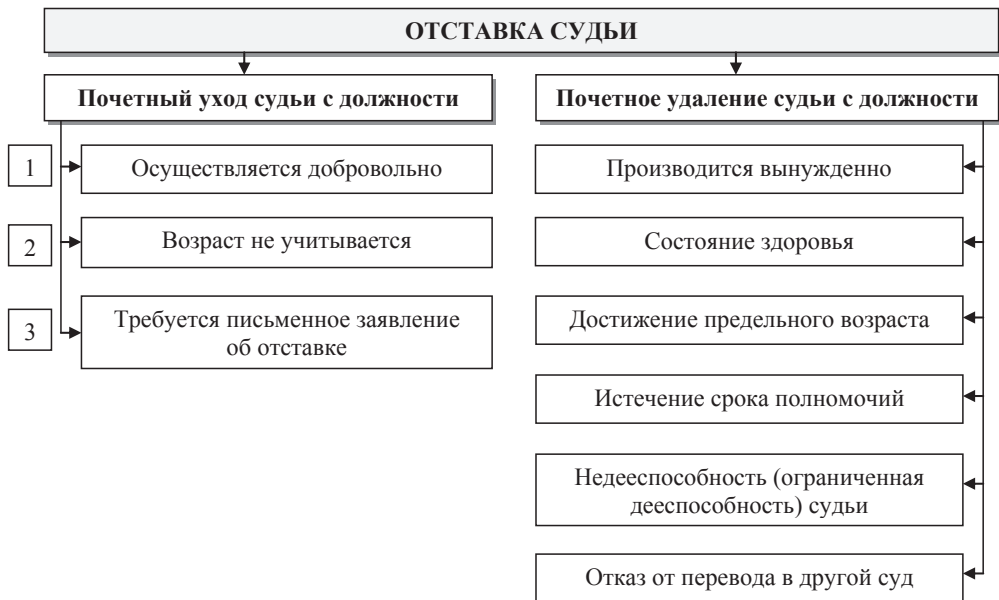 ОТСТАВКА СУДЬИ
Почетный уход судьи с должности
1
Осуществляется добровольно
2
Возраст не учитывается
3
Требуется письменное заявление
об отставке
Почетное удаление судьи с должности
Производится вынужденно
Состояние здоровья
Достижение предельного возраста
Истечение срока полномочий
Недееспособность (ограниченная
дееспособность) судьи
Отказ от перевода в другой суд